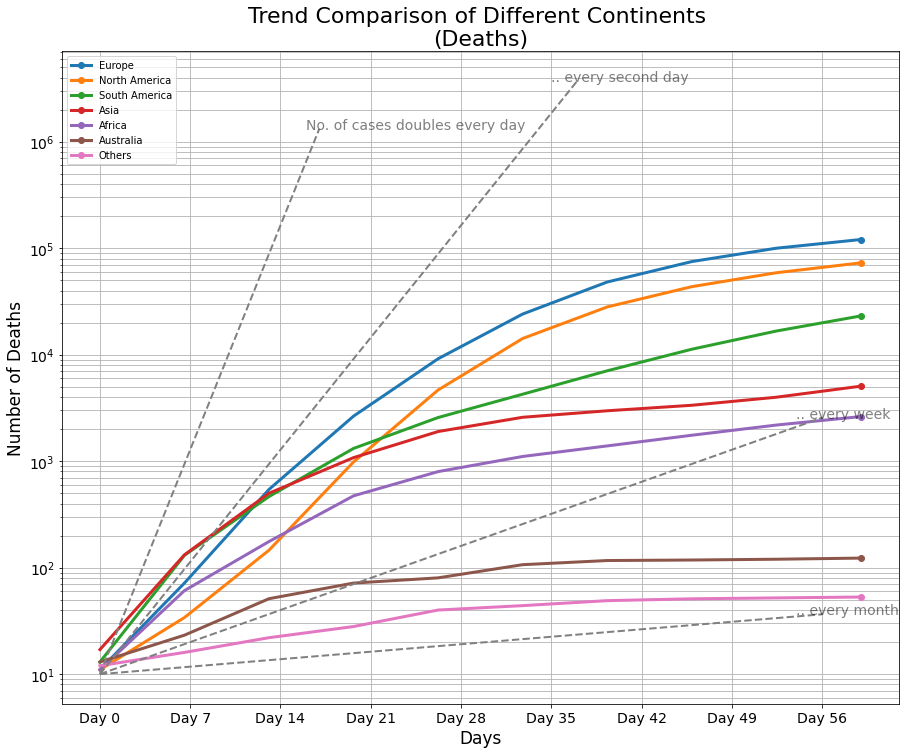 Trend Comparison of Different Continents
(Deaths)
Europe
North America
South America
Asia
Africa
Australia
Others
.. every second day
No. of cases doubles every day
.. every week
.. every month
Number of Deaths
10^6
10^5
10^4
10^3
10^2
10^1
Day 0
Day 7
Day 14
Day 21
Day 28
Day 35
Day 42
Day 49
Day 56
Days